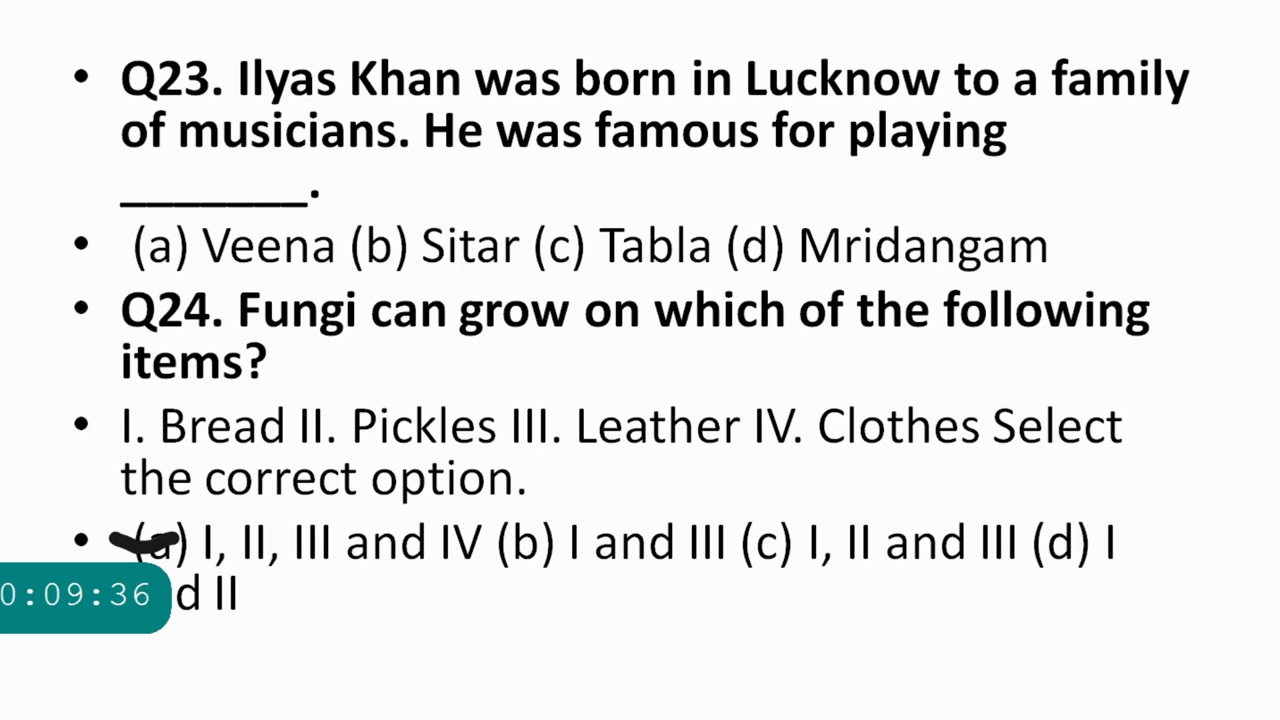 • Q23. Ilyas Khan was born in Lucknow to a family
of musicians. He was famous for playing
_______.
• (a) Veena (b) Sitar (c) Tabla (d) Mridangam
• Q24. Fungi can grow on which of the following
items?
• I. Bread II. Pickles III. Leather IV. Clothes Select
the correct option.
• (a) I, II, III and IV (b) I and III (c) I, II and III (d) I
d II
0:09:36